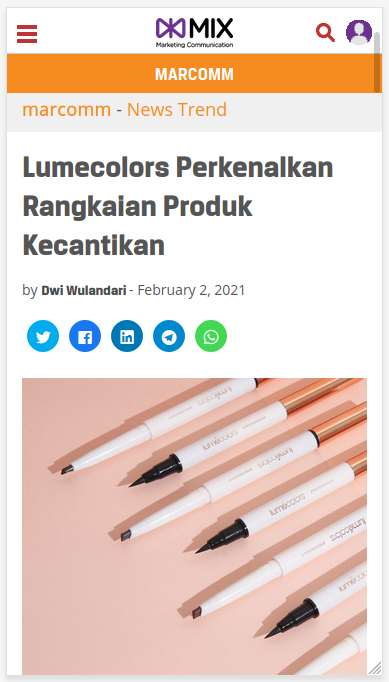 MIX
Marketing Communication
MARCOMM
marcomm - News Trend
Lumecolors Perkenalkan
Rangkaian Produk
Kecantikan
by Dwi Wulandari - February 2, 2021
lumecolors
lumecolors
lumecolors
lumecolors
lumecolors